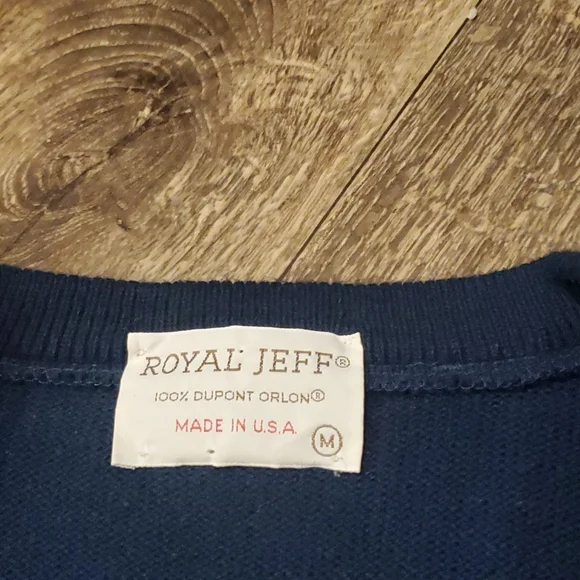 ROYAL JEFF®
100% DUPONT ORLON®
MADE IN U.S.A.
M